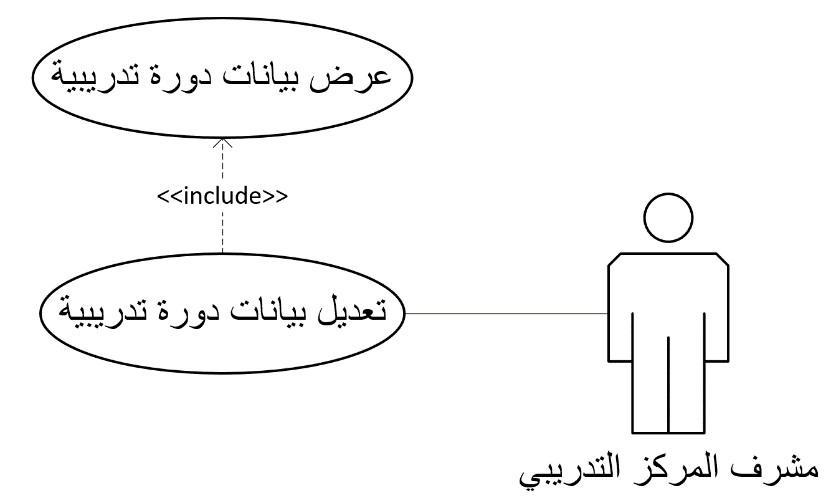 عرض بيانات دورة تدريبية
<<include>>
تعديل بيانات دورة تدريبية
مشرف المركز التدريبي